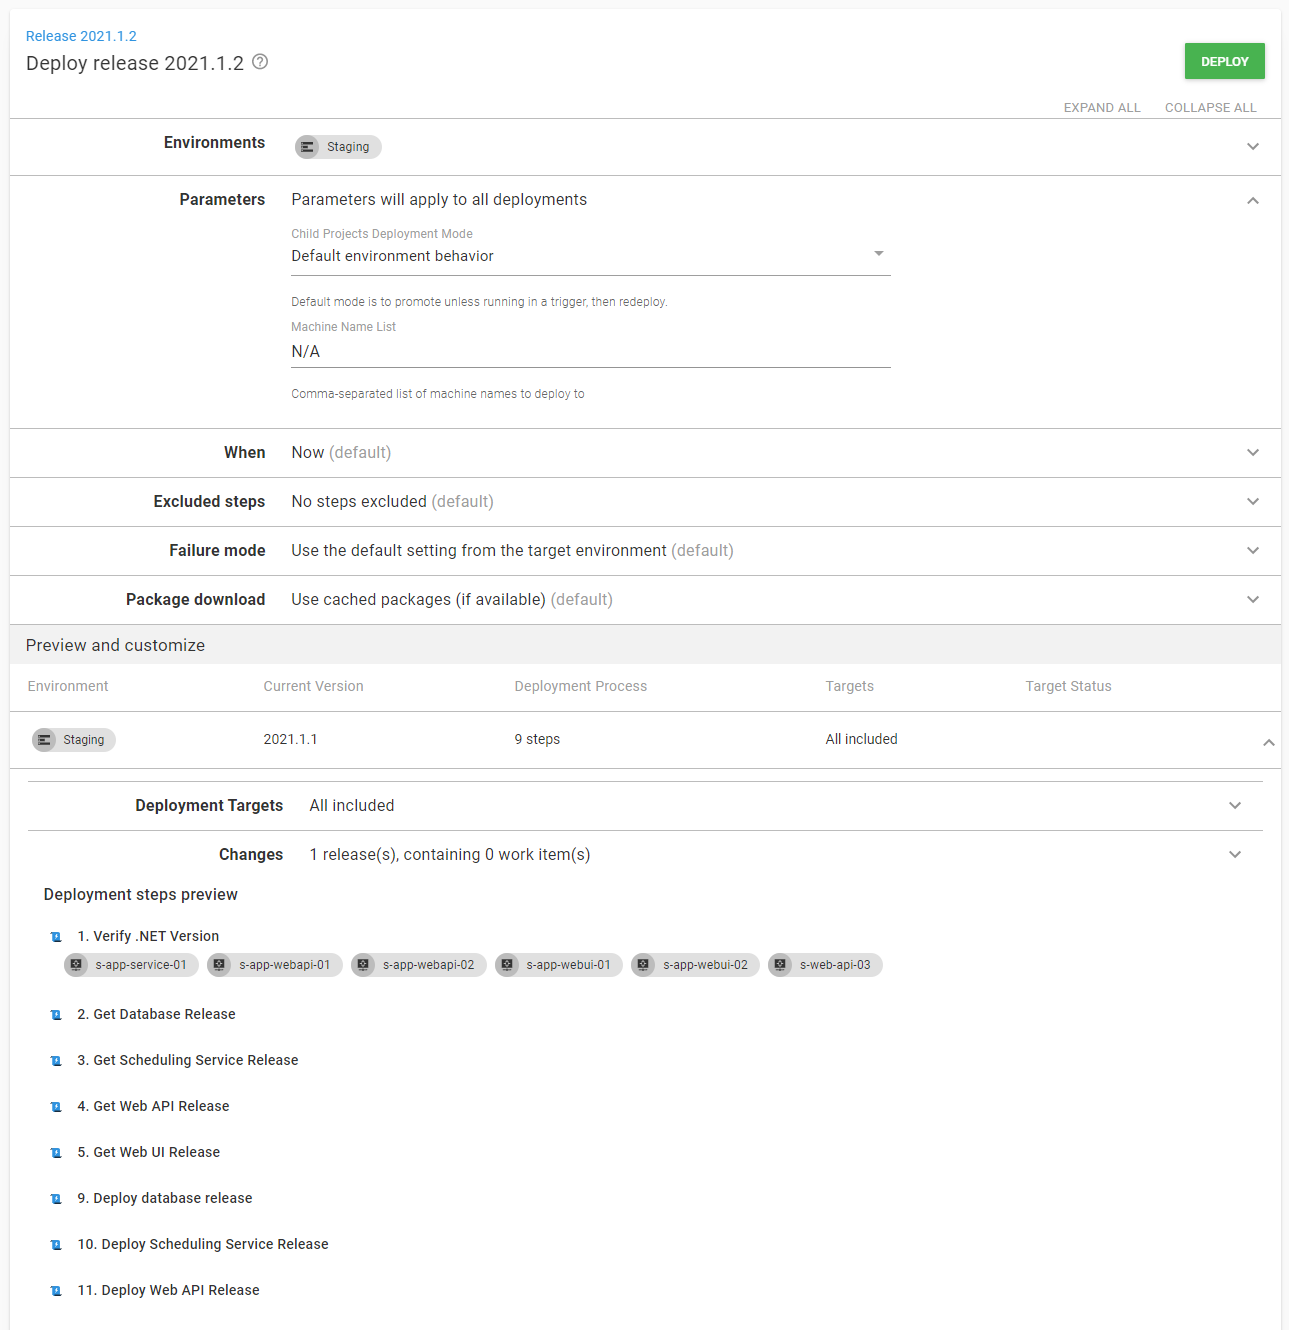 Release 2021.1.2
Deploy release 2021.1.2 ?
DEPLOY
EXPAND ALL COLLAPSE ALL
Environments Staging
Parameters Parameters will apply to all deployments
Child Projects Deployment Mode
Default environment behavior
Default mode is to promote unless running in a trigger, then redeploy.
Machine Name List
N/A
Comma-separated list of machine names to deploy to
When Now (default)
Excluded steps No steps excluded (default)
Failure mode Use the default setting from the target environment (default)
Package download Use cached packages (if available) (default)
Preview and customize
Environment Current Version Deployment Process Targets Target Status
Staging 2021.1.1 9 steps All included
Deployment Targets All included
Changes 1 release(s), containing 0 work item(s)
Deployment steps preview
1. Verify .NET Version
s-app-service-01 s-app-webapi-01 s-app-webapi-02 s-app-webui-01 s-app-webui-02 s-web-api-03
2. Get Database Release
3. Get Scheduling Service Release
4. Get Web API Release
5. Get Web UI Release
9. Deploy database release
10. Deploy Scheduling Service Release
11. Deploy Web API Release